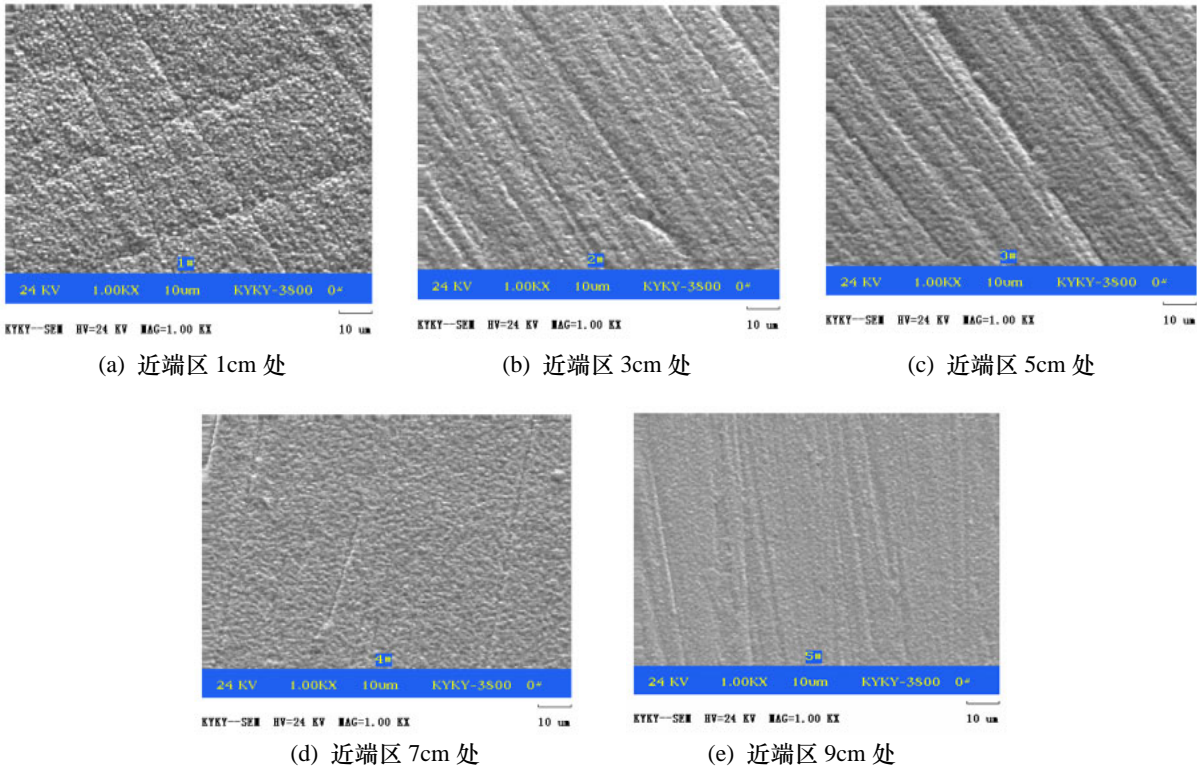 1#
2#
3#
24 KV 1.00KX 10um KYKY-3800 0#
24 KV 1.00KX 10um KYKY-3800 0#
24 KV 1.00KX 10um KYKY-3800 0#
KYKY--SEM HV=24 KV MAG=1.00 KX 10 um
KYKY--SEM HV=24 KV MAG=1.00 KX 10 um
KYKY--SEM HV=24 KV MAG=1.00 KX 10 um
(a) 近端区 1cm 处
(b) 近端区 3cm 处
(c) 近端区 5cm 处
4#
5#
24 KV 1.00KX 10um KYKY-3800 0#
24 KV 1.00KX 10um KYKY-3800 0#
KYKY--SEM HV=24 KV MAG=1.00 KX 10 um
KYKY--SEM HV=24 KV MAG=1.00 KX 10 um
(d) 近端区 7cm 处
(e) 近端区 9cm 处